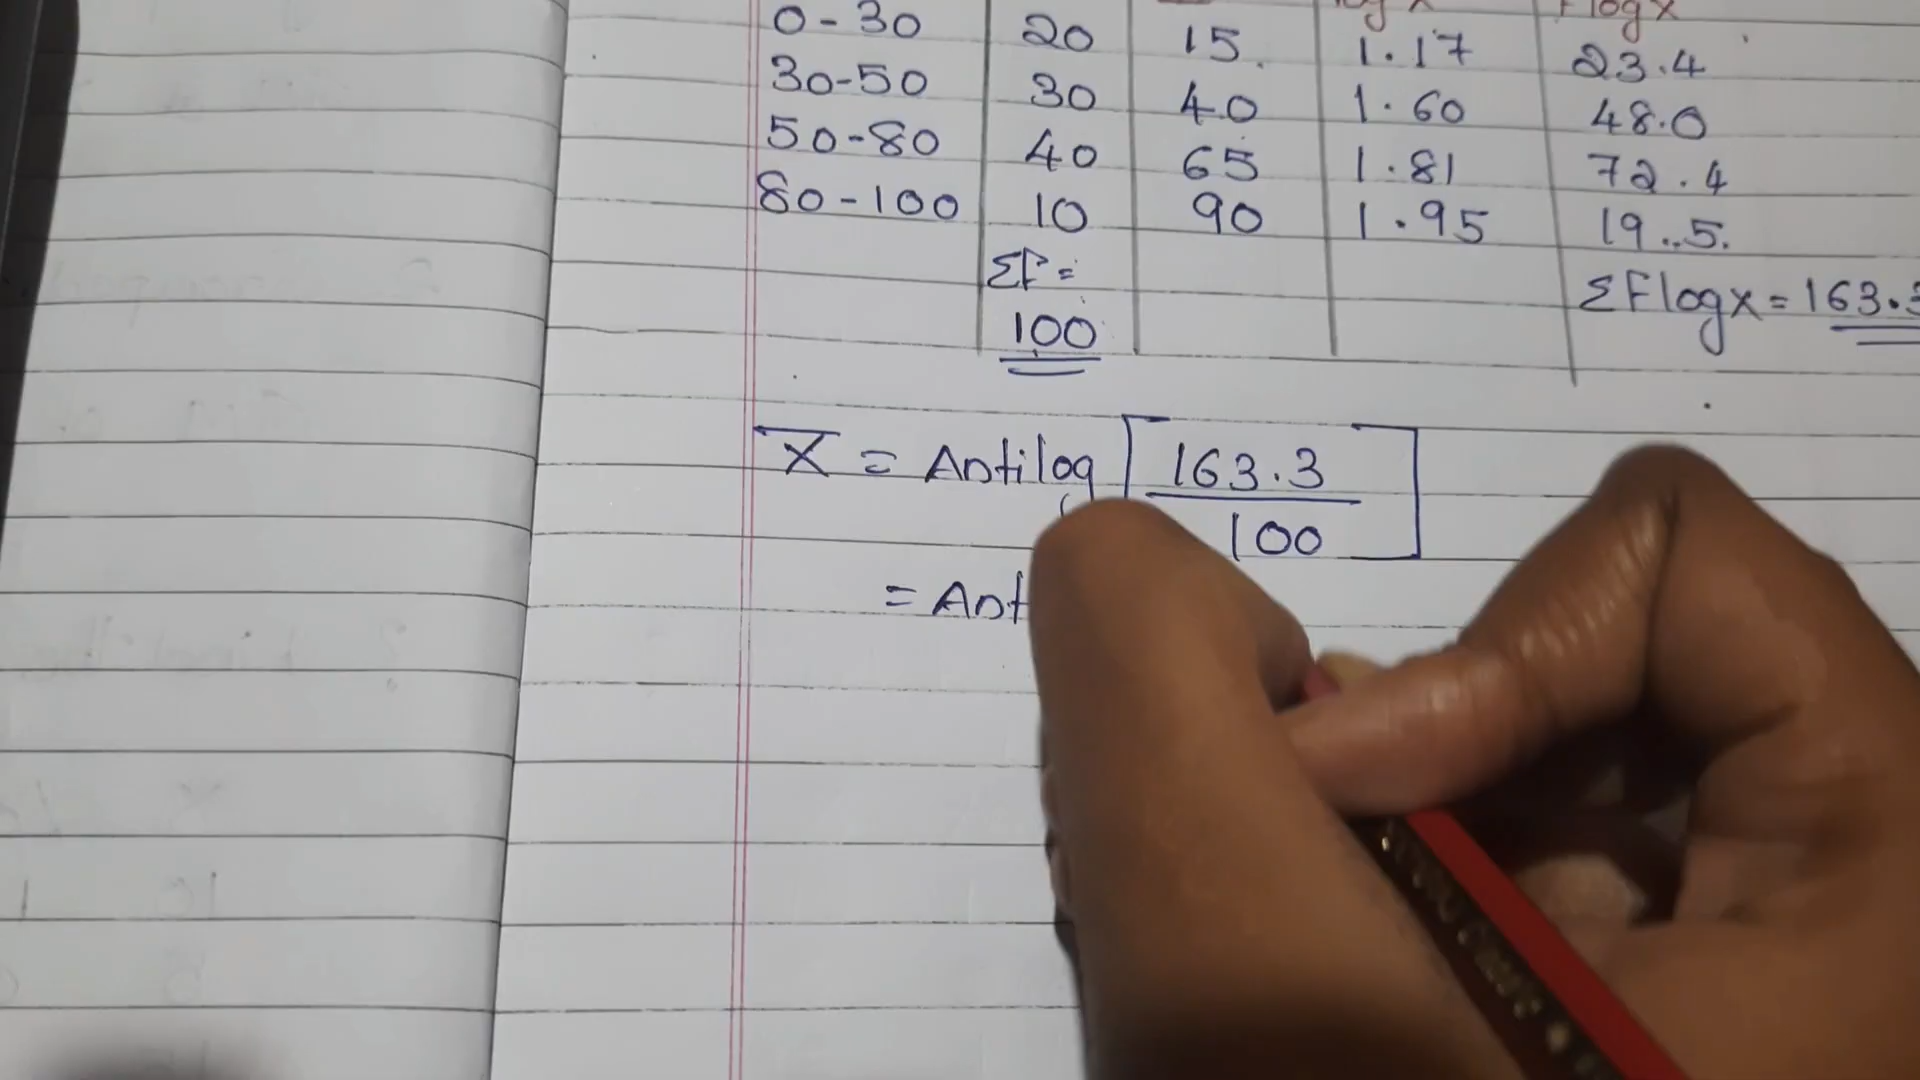 log x F log x
0-30 20 15 1.17 23.4
30-50 30 40 1.60 48.0
50-80 40 65 1.81 72.4
80-100 10 90 1.95 19.5
ΣF= ΣFlogx=163.3
100
X̅ = Antilog [163.3
100]
= Ant